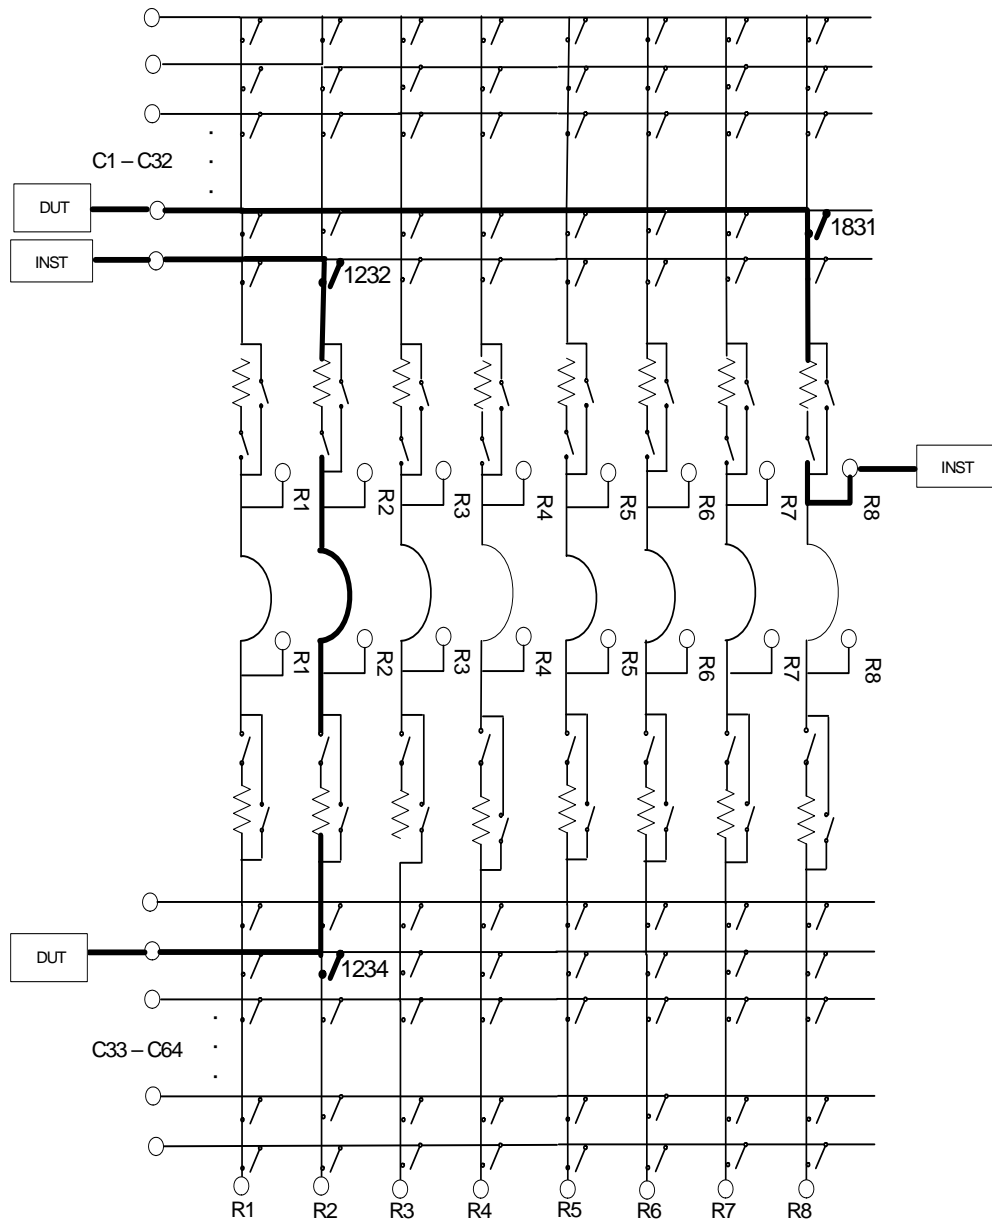 C1 – C32
DUT
1831
INST
1232
INST
R1
R2
R3
R4
R5
R6
R7
R8
R1
R2
R3
R4
R5
R6
R7
R8
DUT
1234
C33 – C64
R1
R2
R3
R4
R5
R6
R7
R8